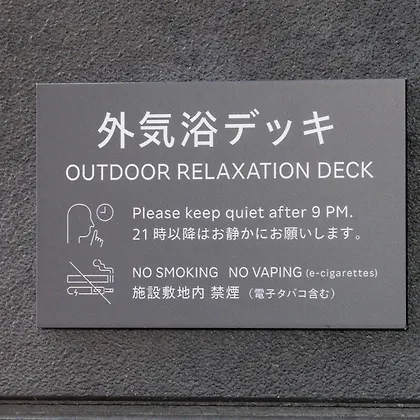 外気浴デッキ
OUTDOOR RELAXATION DECK
Please keep quiet after 9 PM.
21時以降はお静かにお願いします。
NO SMOKING NO VAPING (e-cigarettes)
施設敷地内 禁煙（電子タバコ含む）